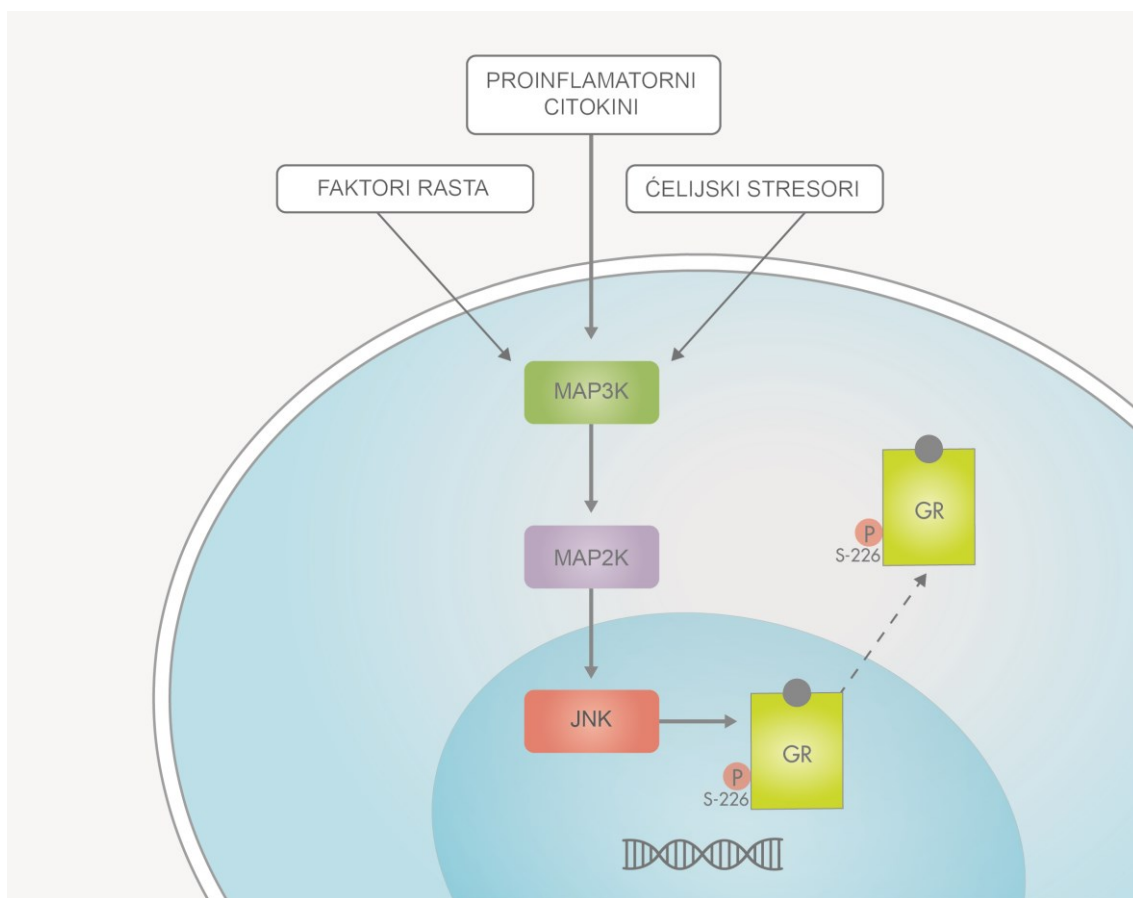 PROINFLAMATORNI
CITOKINI
FAKTORI RASTA
ĆELIJSKI STRESORI
MAP3K
GR
P
S-226
MAP2K
JNK
GR
P
S-226